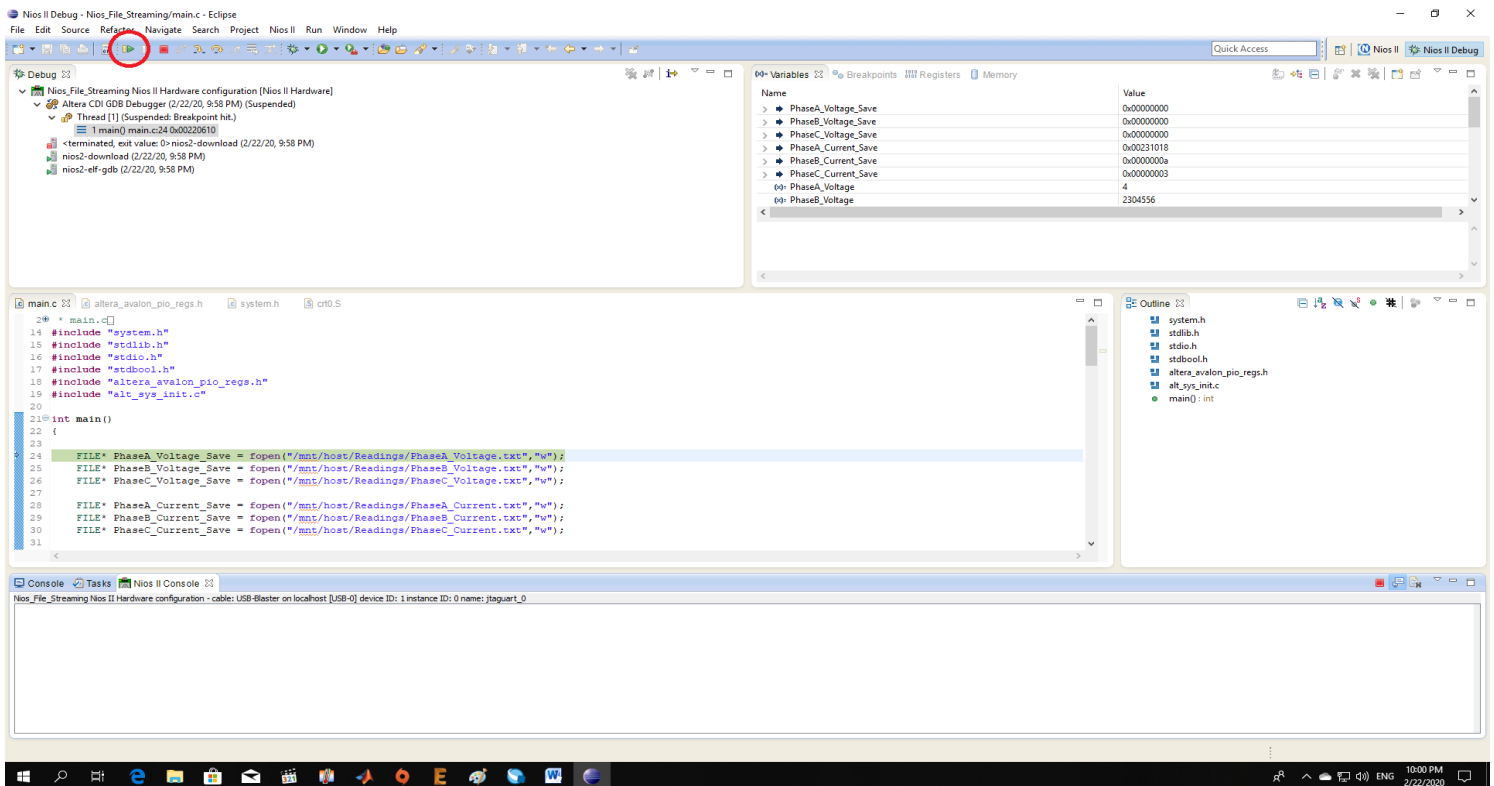 Nios II Debug - Nios_File_Streaming/main.c - Eclipse
File Edit Source Refactor Navigate Search Project Nios II Run Window Help
Quick Access Nios II Nios II Debug
Debug
Nios_File_Streaming Nios II Hardware configuration [Nios II Hardware]
Altera CDI GDB Debugger (2/22/20, 9:58 PM) (Suspended)
Thread [1] (Suspended: Breakpoint hit.)
1 main() main.c:24 0x00220610
<terminated, exit value: 0> nios2-download (2/22/20, 9:58 PM)
nios2-download (2/22/20, 9:58 PM)
nios2-elf-gdb (2/22/20, 9:58 PM)
(x)= Variables Breakpoints Registers Memory
Name Value
PhaseA_Voltage_Save 0x00000000
PhaseB_Voltage_Save 0x00000000
PhaseC_Voltage_Save 0x00000000
PhaseA_Current_Save 0x00231018
PhaseB_Current_Save 0x0000000a
PhaseC_Current_Save 0x00000003
(x)= PhaseA_Voltage 4
(x)= PhaseB_Voltage 2304556
main.c altera_avalon_pio_regs.h system.h crt0.S
2 * main.c
14 #include "system.h"
15 #include "stdlib.h"
16 #include "stdio.h"
17 #include "stdbool.h"
18 #include "altera_avalon_pio_regs.h"
19 #include "alt_sys_init.c"
20
21 int main()
22 {
23
24 FILE* PhaseA_Voltage_Save = fopen("/mnt/host/Readings/PhaseA_Voltage.txt","w");
25 FILE* PhaseB_Voltage_Save = fopen("/mnt/host/Readings/PhaseB_Voltage.txt","w");
26 FILE* PhaseC_Voltage_Save = fopen("/mnt/host/Readings/PhaseC_Voltage.txt","w");
27
28 FILE* PhaseA_Current_Save = fopen("/mnt/host/Readings/PhaseA_Current.txt","w");
29 FILE* PhaseB_Current_Save = fopen("/mnt/host/Readings/PhaseB_Current.txt","w");
30 FILE* PhaseC_Current_Save = fopen("/mnt/host/Readings/PhaseC_Current.txt","w");
31
Outline
system.h
stdlib.h
stdio.h
stdbool.h
altera_avalon_pio_regs.h
alt_sys_init.c
main() : int
Console Tasks Nios II Console
Nios_File_Streaming Nios II Hardware configuration - cable: USB-Blaster on localhost [USB-0] device ID: 1 instance ID: 0 name: jtaguart_0
ENG 10:00 PM
2/22/2020